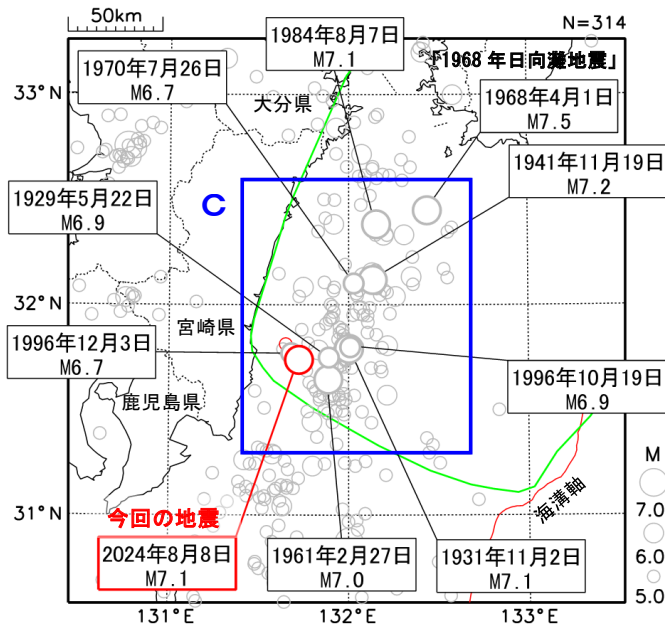 50km
N=314
1984年8月7日
M7.1
「1968年日向灘地震」
1970年7月26日
M6.7
33°N
大分県
1968年4月1日
M7.5
1941年11月19日
M7.2
1929年5月22日
M6.9
C
32°N
宮崎県
1996年12月3日
M6.7
1996年10月19日
M6.9
鹿児島県
M
海溝軸
7.0
31°N
今回の地震
2024年8月8日
M7.1
1961年2月27日
M7.0
1931年11月2日
M7.1
6.0
5.0
131°E
132°E
133°E